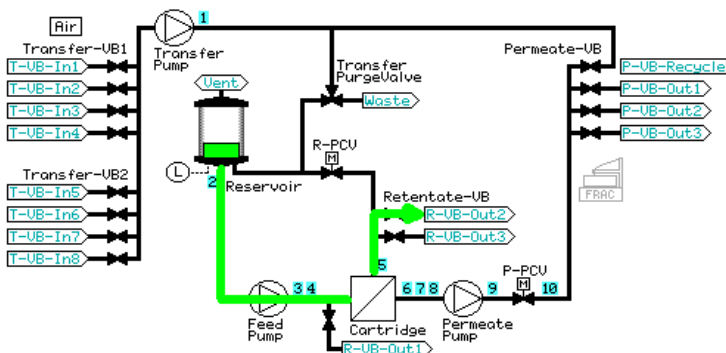 Air
1
Transfer-VB1
Transfer
Pump
Permeate-VB
T-VB-In1
T-VB-In2
T-VB-In3
T-VB-In4
Vent
Transfer
PurgeValve
Waste
P-VB-Recycle
P-VB-Out1
P-VB-Out2
P-VB-Out3
R-PCV
M
L
2
Reservoir
FRAC
Transfer-VB2
T-VB-In5
T-VB-In6
T-VB-In7
T-VB-In8
Retentate-VB
R-VB-Out2
R-VB-Out3
5
P-PCV
M
3 4
6 7 8
9
10
Feed
Pump
Cartridge
Permeate
Pump
R-VB-Out1